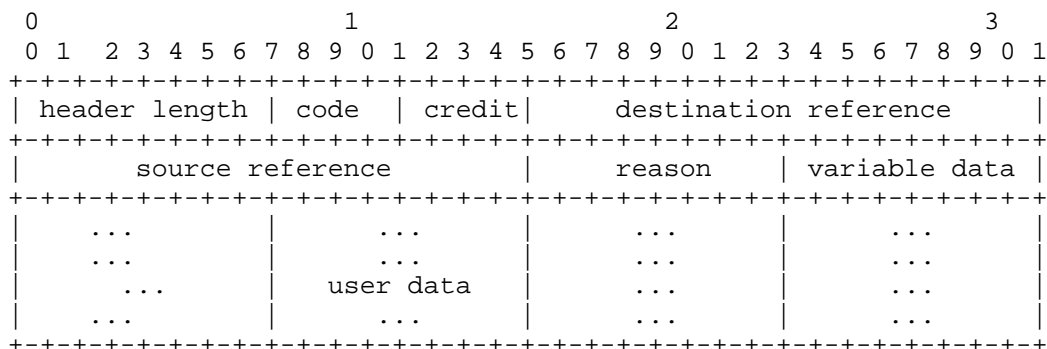 0                   1                   2                   3
0 1   2 3 4 5 6 7 8 9 0 1 2 3 4 5 6 7 8 9 0 1 2 3 4 5 6 7 8 9 0 1
+-+-+-+-+-+-+-+-+-+-+-+-+-+-+-+-+-+-+-+-+-+-+-+-+-+-+-+-+-+-+-+-+
| header length | code  | credit|     destination reference     |
+-+-+-+-+-+-+-+-+-+-+-+-+-+-+-+-+-+-+-+-+-+-+-+-+-+-+-+-+-+-+-+-+
|       source reference        |     reason    | variable data |
+-+-+-+-+-+-+-+-+-+-+-+-+-+-+-+-+-+-+-+-+-+-+-+-+-+-+-+-+-+-+-+-+
|    ...        |      ...      |      ...      |      ...      |
|    ...        |      ...      |      ...      |      ...      |
|      ...      |   user data   |      ...      |      ...      |
|    ...        |      ...      |      ...      |      ...      |
+-+-+-+-+-+-+-+-+-+-+-+-+-+-+-+-+-+-+-+-+-+-+-+-+-+-+-+-+-+-+-+-+